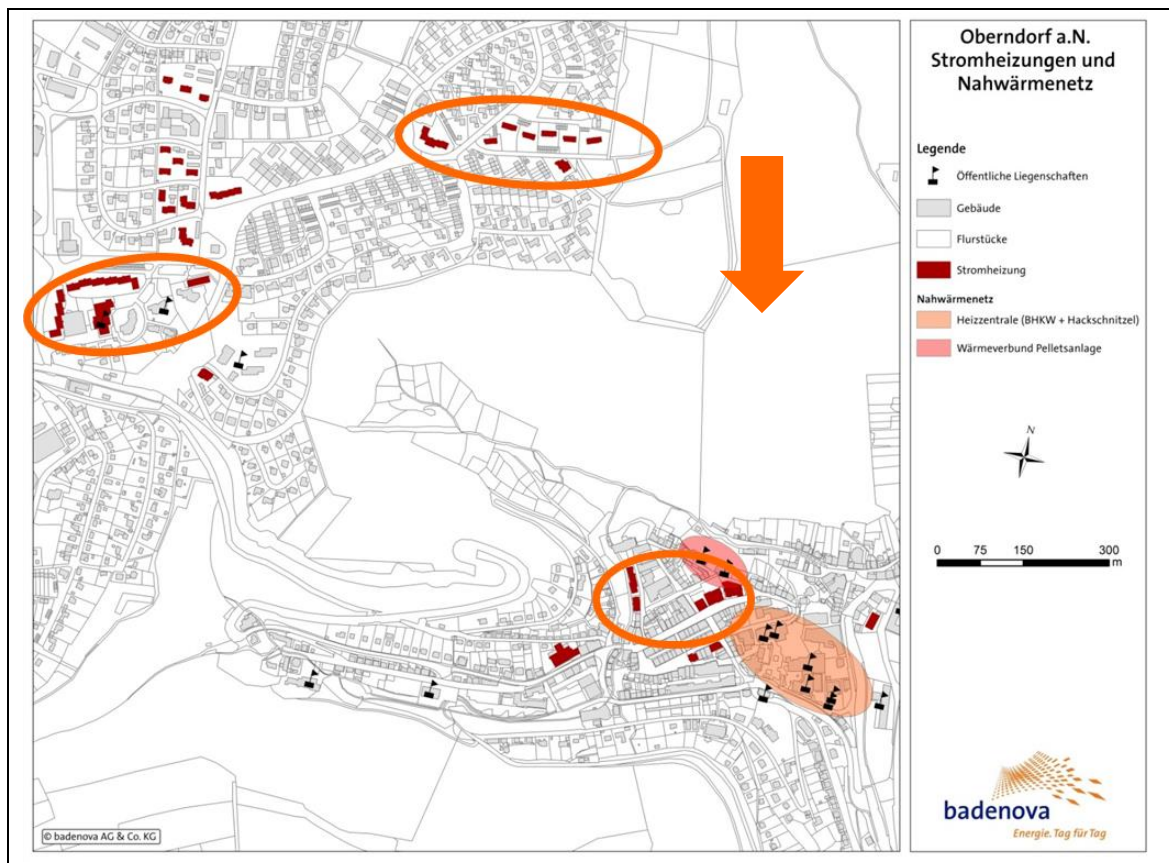 Oberndorf a.N.
Stromheizungen und
Nahwärmenetz
Legende
Öffentliche Liegenschaften
Gebäude
Flurstücke
Stromheizung
Nahwärmenetz
Heizzentrale (BHKW + Hackschnitzel)
Wärmeverbund Pelletsanlage
N
0 75 150 300
m
badenova
Energie. Tag für Tag
© badenova AG & Co. KG